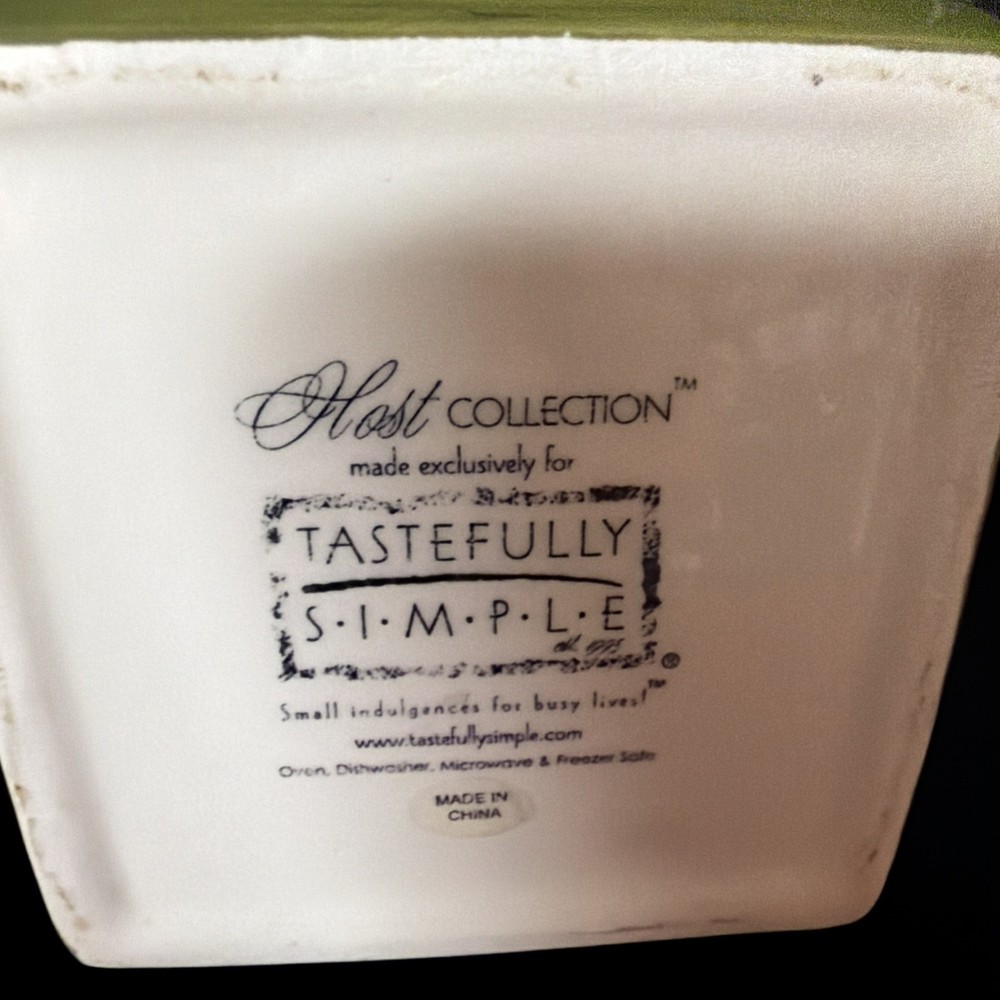 Host COLLECTION™
made exclusively for
TASTEFULLY
S·I·M·P·L·E
®
Small indulgences for busy lives!™
www.tastefullysimple.com
Oven, Dishwasher, Microwave & Freezer Safe
MADE IN
CHINA